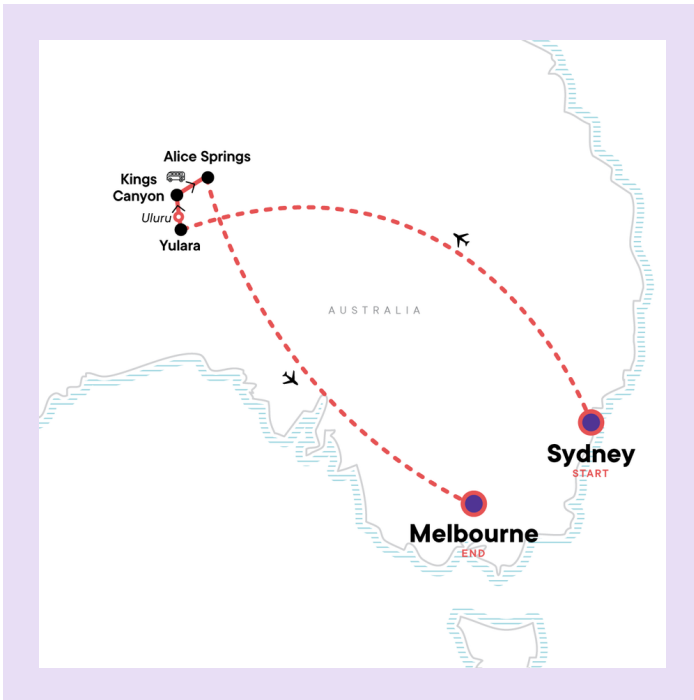 Alice Springs
Kings
Canyon
Uluru
Yulara
AUSTRALIA
Sydney
START
Melbourne
END